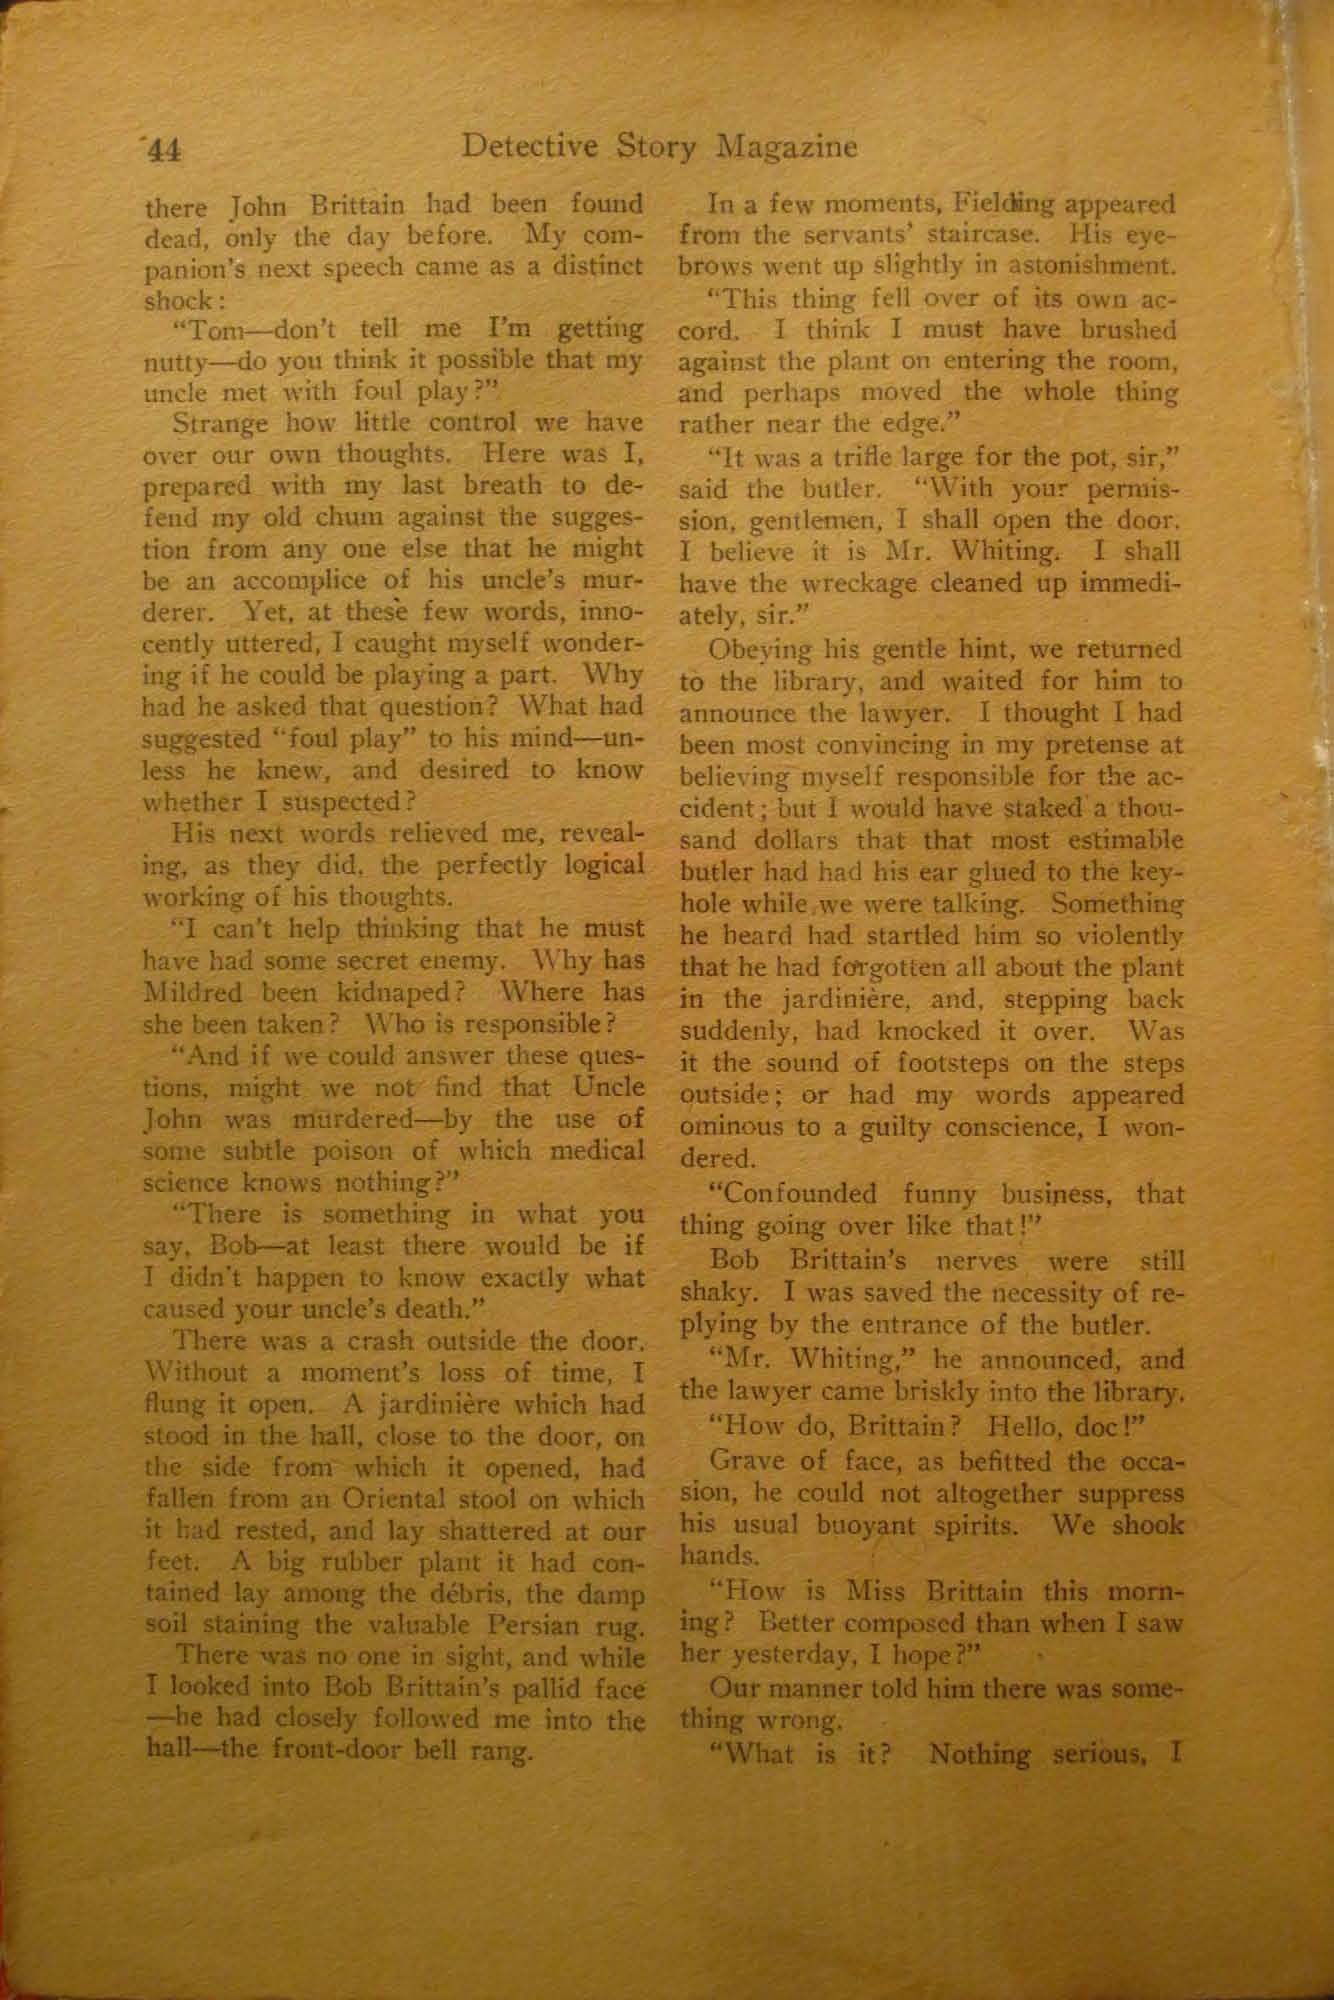 44
Detective Story Magazine
there John Brittain had been found
dead, only the day before. My com-
panion's next speech came as a distinct
shock:
"Tom—don't tell me I'm getting
nutty—do you think it possible that my
uncle met with foul play?"
Strange how little control we have
over our own thoughts. Here was I,
prepared with my last breath to de-
fend my old chum against the sugges-
tion from any one else that he might
be an accomplice of his uncle's mur-
derer. Yet, at these few words, inno-
cently uttered, I caught myself wonder-
ing if he could be playing a part. Why
had he asked that question? What had
suggested "foul play" to his mind—un-
less he knew, and desired to know
whether I suspected?
His next words relieved me, reveal-
ing, as they did, the perfectly logical
working of his thoughts.
"I can't help thinking that he must
have had some secret enemy. Why has
Mildred been kidnaped? Where has
she been taken? Who is responsible?
"And if we could answer these ques-
tions, might we not find that Uncle
John was murdered—by the use of
some subtle poison of which medical
science knows nothing?"
"There is something in what you
say, Bob—at least there would be if
I didn't happen to know exactly what
caused your uncle's death."
There was a crash outside the door.
Without a moment's loss of time, I
flung it open. A jardinière which had
stood in the hall, close to the door, on
the side from which it opened, had
fallen from an Oriental stool on which
it had rested, and lay shattered at our
feet. A big rubber plant it had con-
tained lay among the débris, the damp
soil staining the valuable Persian rug.
There was no one in sight, and while
I looked into Bob Brittain's pallid face
—he had closely followed me into the
hall—the front-door bell rang.
In a few moments, Fielding appeared
from the servants' staircase. His eye-
brows went up slightly in astonishment.
"This thing fell over of its own ac-
cord. I think I must have brushed
against the plant on entering the room,
and perhaps moved the whole thing
rather near the edge."
"It was a trifle large for the pot, sir,"
said the butler. "With your permis-
sion, gentlemen, I shall open the door.
I believe it is Mr. Whiting. I shall
have the wreckage cleaned up immedi-
ately, sir."
Obeying his gentle hint, we returned
to the library, and waited for him to
announce the lawyer. I thought I had
been most convincing in my pretense at
believing myself responsible for the ac-
cident; but I would have staked a thou-
sand dollars that that most estimable
butler had had his ear glued to the key-
hole while we were talking. Something
he heard had startled him so violently
that he had forgotten all about the plant
in the jardinière, and, stepping back
suddenly, had knocked it over. Was
it the sound of footsteps on the steps
outside; or had my words appeared
ominous to a guilty conscience, I won-
dered.
"Confounded funny business, that
thing going over like that!"
Bob Brittain's nerves were still
shaky. I was saved the necessity of re-
plying by the entrance of the butler.
"Mr. Whiting," he announced, and
the lawyer came briskly into the library.
"How do, Brittain? Hello, doc!"
Grave of face, as befitted the occa-
sion, he could not altogether suppress
his usual buoyant spirits. We shook
hands.
"How is Miss Brittain this morn-
ing? Better composed than when I saw
her yesterday, I hope?"
Our manner told him there was some-
thing wrong.
"What is it? Nothing serious, I